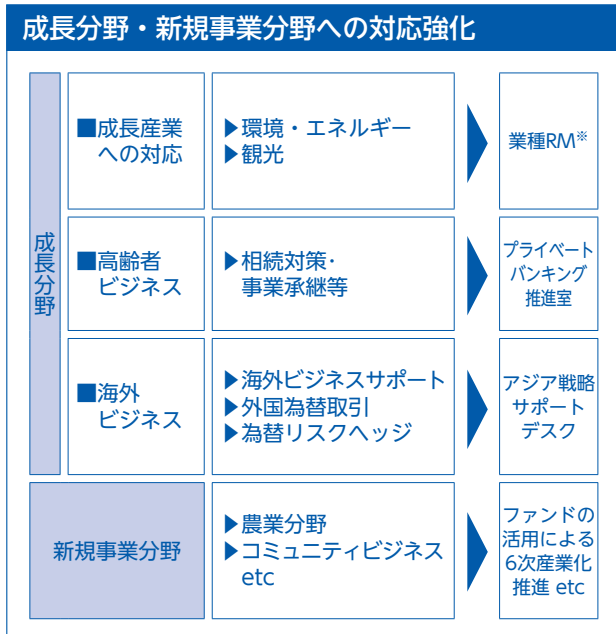 成長分野・新規事業分野への対応強化
成長分野
■成長産業
への対応
▶環境・エネルギー
▶観光
業種RM※
■高齢者
ビジネス
▶相続対策・
事業承継等
プライベート
バンキング
推進室
■海外
ビジネス
▶海外ビジネスサポート
▶外国為替取引
▶為替リスクヘッジ
アジア戦略
サポート
デスク
新規事業分野
▶農業分野
▶コミュニティビジネス
etc
ファンドの
活用による
6次産業化
推進 etc